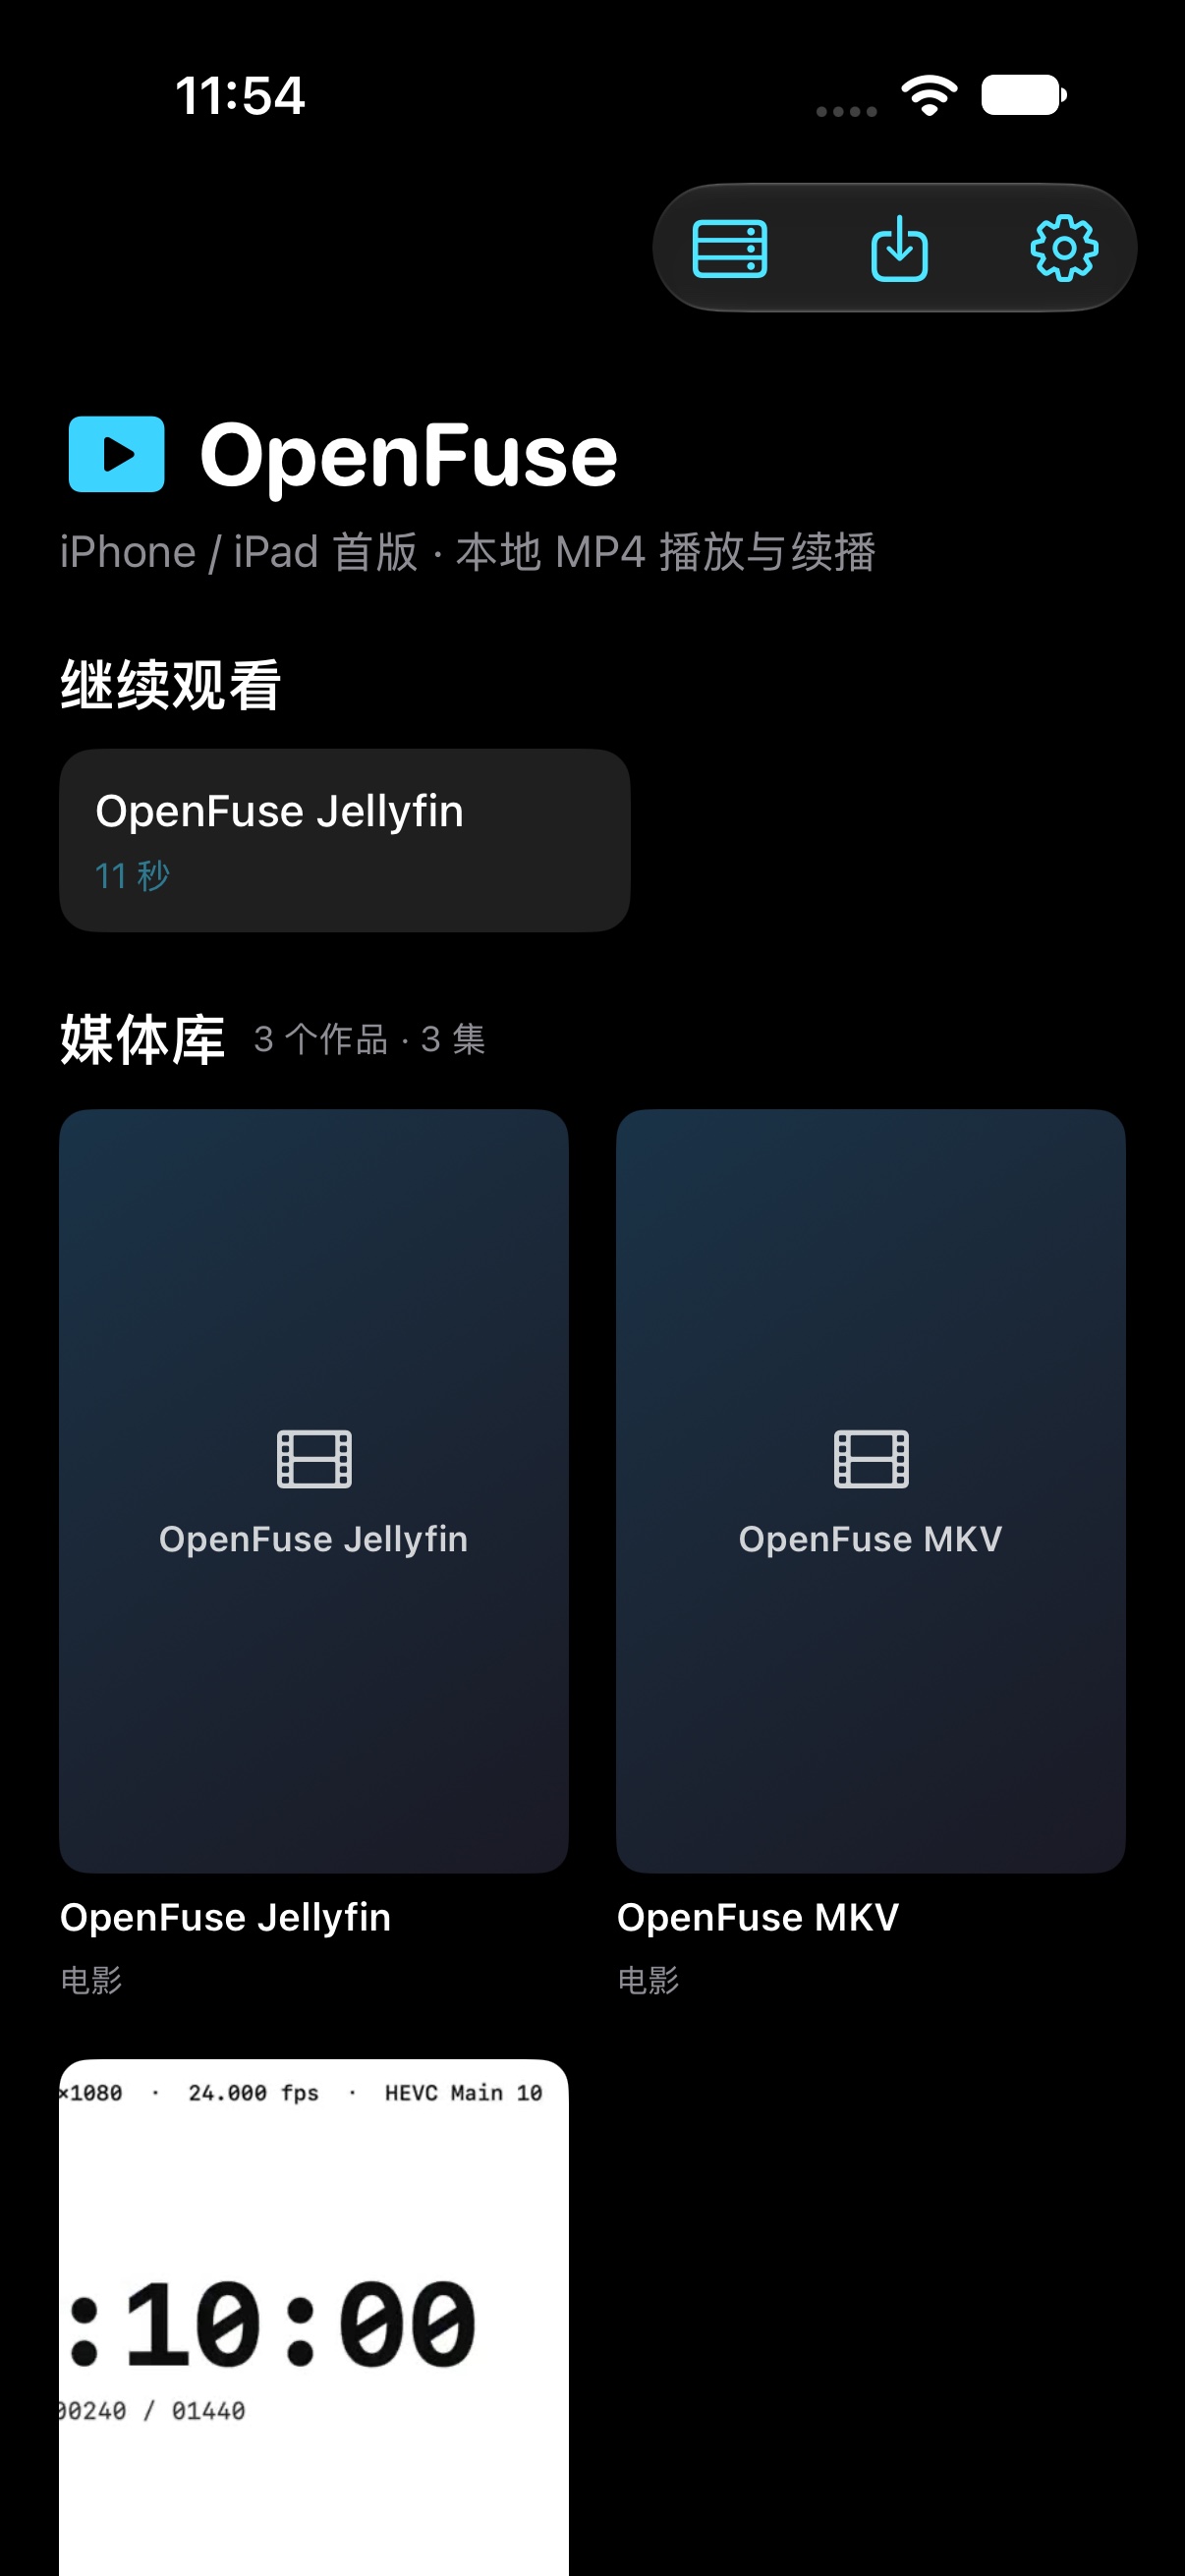 11:54
OpenFuse
iPhone / iPad 首版 · 本地 MP4 播放与续播
继续观看
OpenFuse Jellyfin
11 秒
媒体库 3 个作品 · 3 集
OpenFuse Jellyfin
OpenFuse MKV
OpenFuse Jellyfin
OpenFuse MKV
电影
电影
×1080 · 24.000 fps · HEVC Main 10
:10:00
00240 / 01440